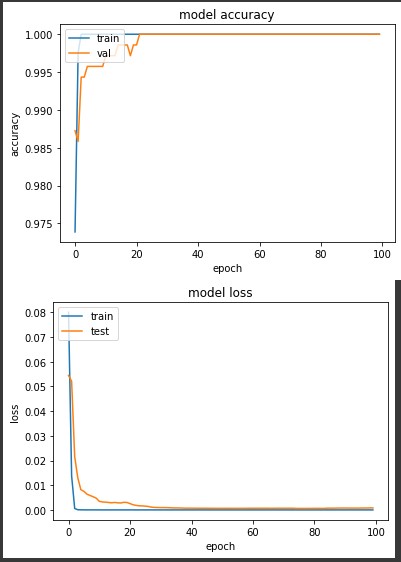 model accuracy
1.000
train
val
0.995
0.990
accuracy
0.985
0.980
0.975
0 20 40 60 80 100
epoch
model loss
0.08
train
0.07
test
0.06
0.05
loss
0.04
0.03
0.02
0.01
0.00
0 20 40 60 80 100
epoch